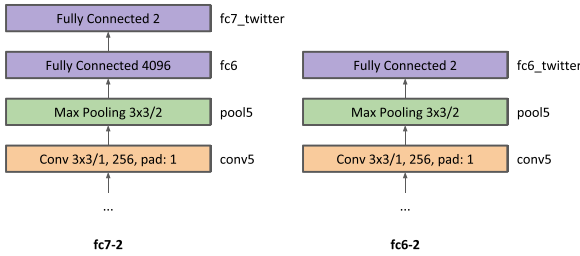 Fully Connected 2 fc7_twitter
Fully Connected 4096 fc6
Max Pooling 3x3/2 pool5
Conv 3x3/1, 256, pad: 1 conv5
...
fc7-2
Fully Connected 2 fc6_twitter
Max Pooling 3x3/2 pool5
Conv 3x3/1, 256, pad: 1 conv5
...
fc6-2